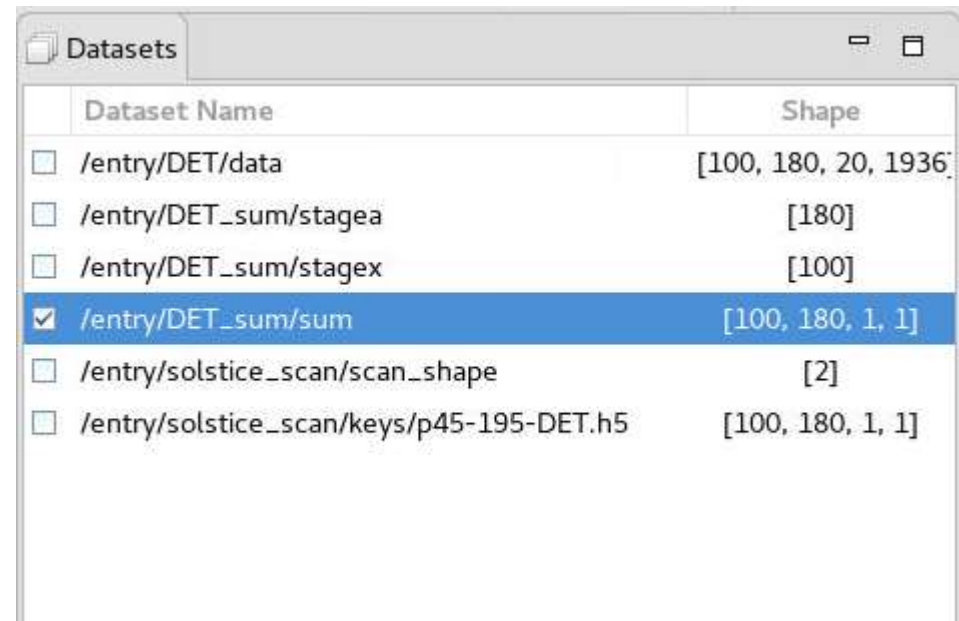 Datasets
Dataset Name Shape
/entry/DET/data [100, 180, 20, 1936]
/entry/DET_sum/stagea [180]
/entry/DET_sum/stagex [100]
/entry/DET_sum/sum [100, 180, 1, 1]
/entry/solstice_scan/scan_shape [2]
/entry/solstice_scan/keys/p45-195-DET.h5 [100, 180, 1, 1]